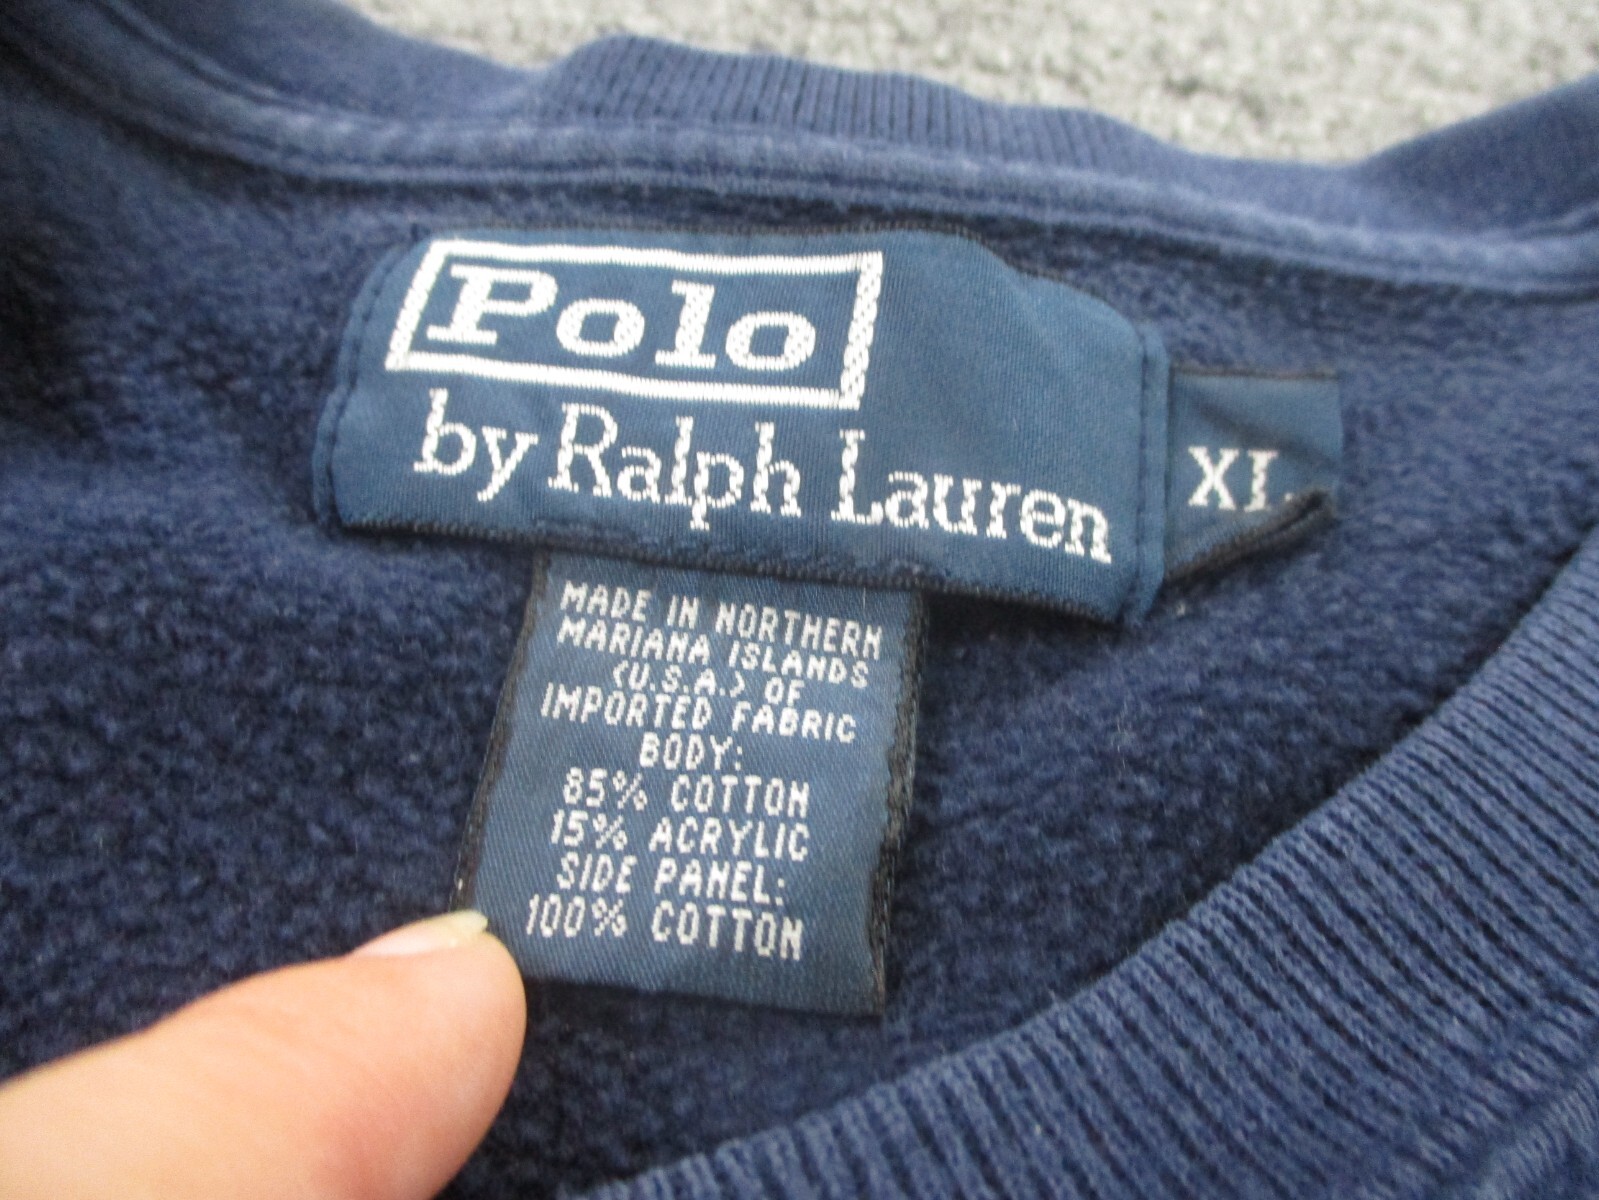 Polo
by Ralph Lauren
XL
MADE IN NORTHERN
MARIANA ISLANDS
(U.S.A.) OF
IMPORTED FABRIC
BODY:
85% COTTON
15% ACRYLIC
SIDE PANEL:
100% COTTON